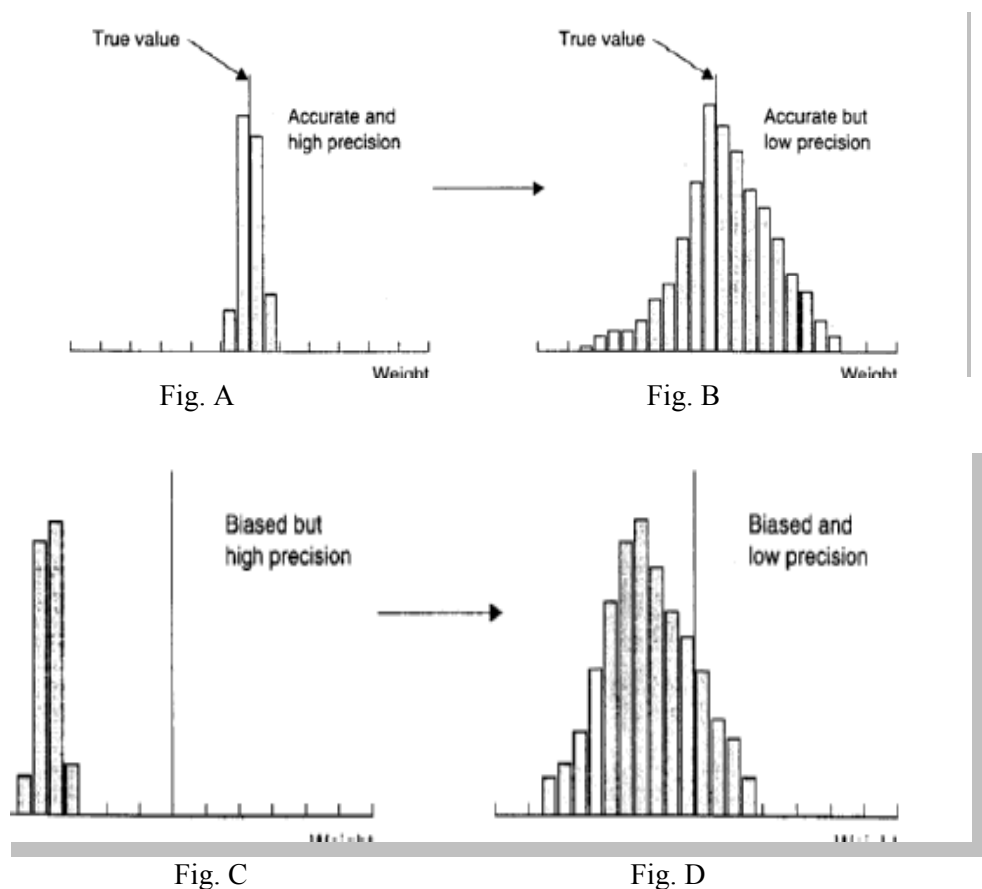 True value
Accurate and
high precision
True value
Accurate but
low precision
Weight
Weight
Fig. A
Fig. B
Biased but
high precision
Biased and
low precision
Fig. C
Fig. D